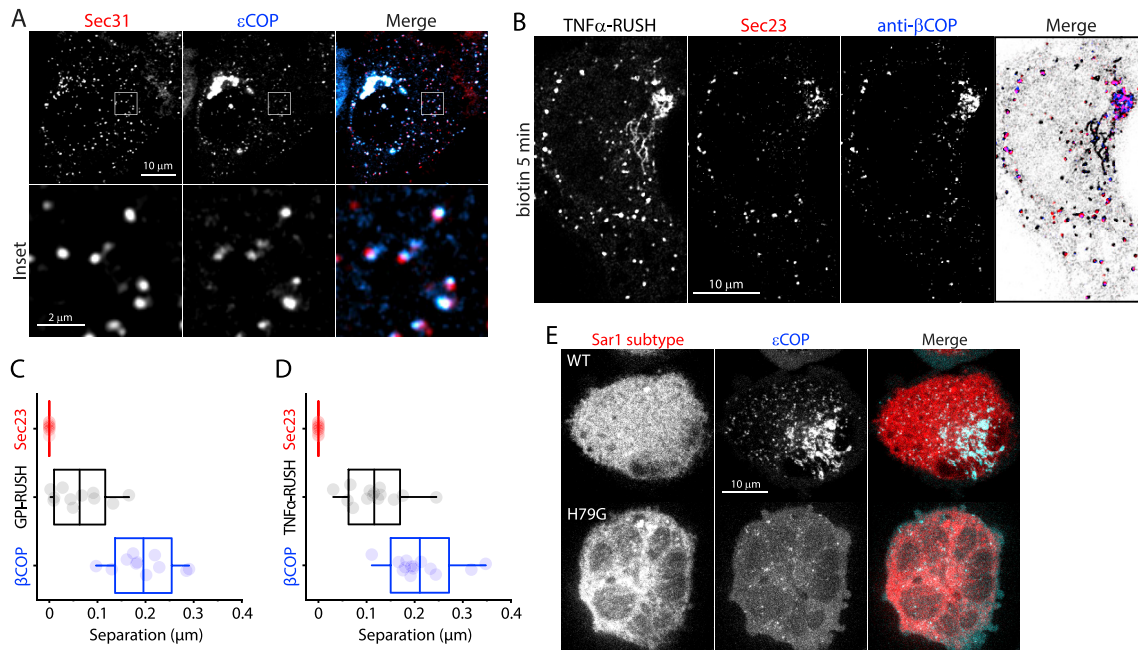 A
Sec31
εCOP
Merge
10 μm
Inset
2 μm
B
TNFα-RUSH
Sec23
anti-βCOP
Merge
biotin 5 min
10 μm
C
Sec23
GPI-RUSH
βCOP
0
0.1
0.2
0.3
0.4
Separation (μm)
D
Sec23
TNFα-RUSH
βCOP
0
0.1
0.2
0.3
0.4
Separation (μm)
E
Sar1 subtype
εCOP
Merge
WT
10 μm
H79G